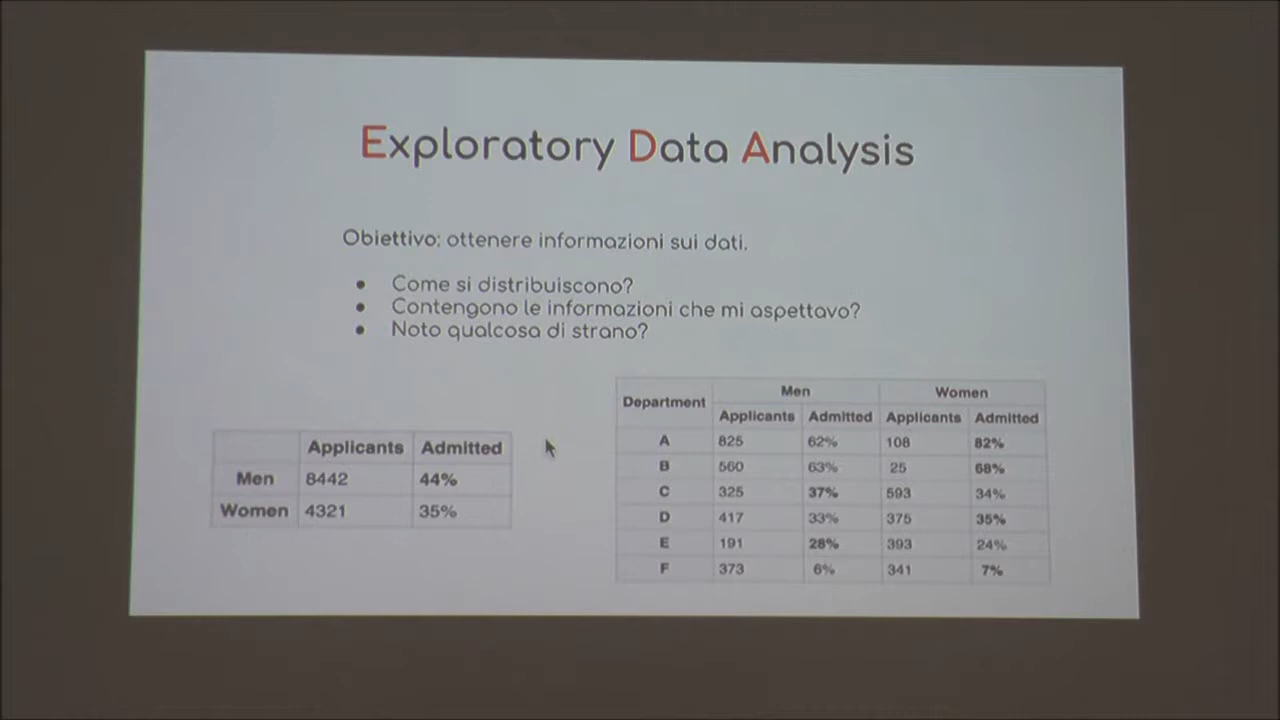 Exploratory Data Analysis
Obiettivo: ottenere informazioni sui dati.
● Come si distribuiscono?
● Contengono le informazioni che mi aspettavo?
● Noto qualcosa di strano?
Applicants Admitted
Men 8442 44%
Women 4321 35%
Department Men Women
Applicants Admitted Applicants Admitted
A 825 62% 108 82%
B 560 63% 25 68%
C 325 37% 593 34%
D 417 33% 375 35%
E 191 28% 393 24%
F 373 6% 341 7%